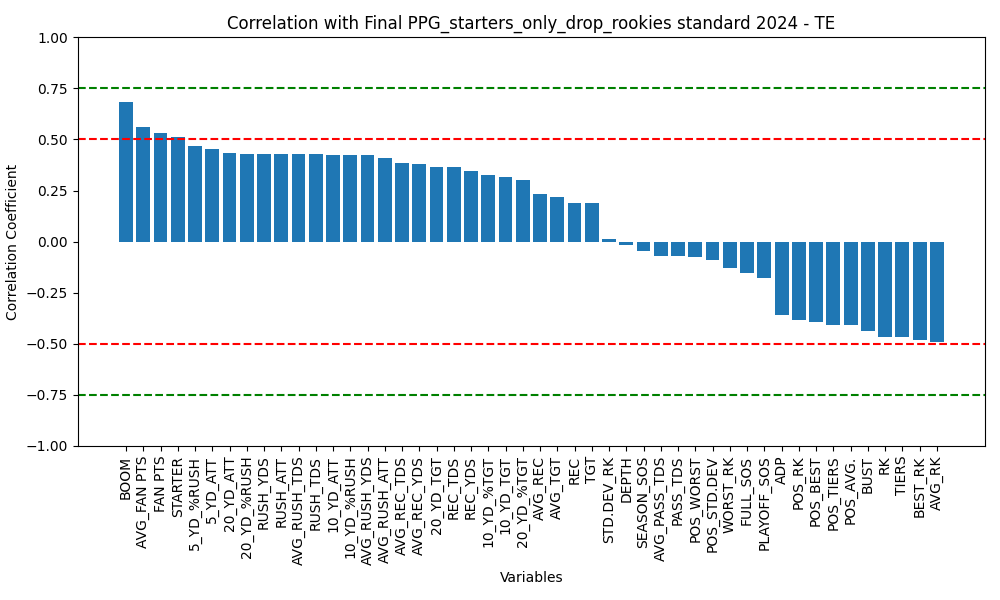 Correlation with Final PPG_starters_only_drop_rookies standard 2024 - TE
Correlation Coefficient
1.00
0.75
0.50
0.25
0.00
−0.25
−0.50
−0.75
−1.00
BOOM
AVG_FAN PTS
FAN PTS
STARTER
5_YD_%RUSH
5_YD_ATT
20_YD_ATT
20_YD_%RUSH
RUSH_YDS
RUSH_ATT
AVG_RUSH_TDS
RUSH_TDS
10_YD_ATT
10_YD_%RUSH
AVG_RUSH_YDS
AVG_RUSH_ATT
AVG_REC_TDS
AVG_REC_YDS
20_YD_TGT
REC_TDS
REC_YDS
10_YD_%TGT
10_YD_TGT
20_YD_%TGT
AVG_REC
AVG_TGT
REC
TGT
STD.DEV_RK
DEPTH
SEASON_SOS
AVG_PASS_TDS
PASS_TDS
POS_WORST
POS_STD.DEV
WORST_RK
FULL_SOS
PLAYOFF_SOS
ADP
POS_RK
POS_BEST
POS_TIERS
POS_AVG.
BUST
RK
TIERS
BEST_RK
AVG_RK
Variables